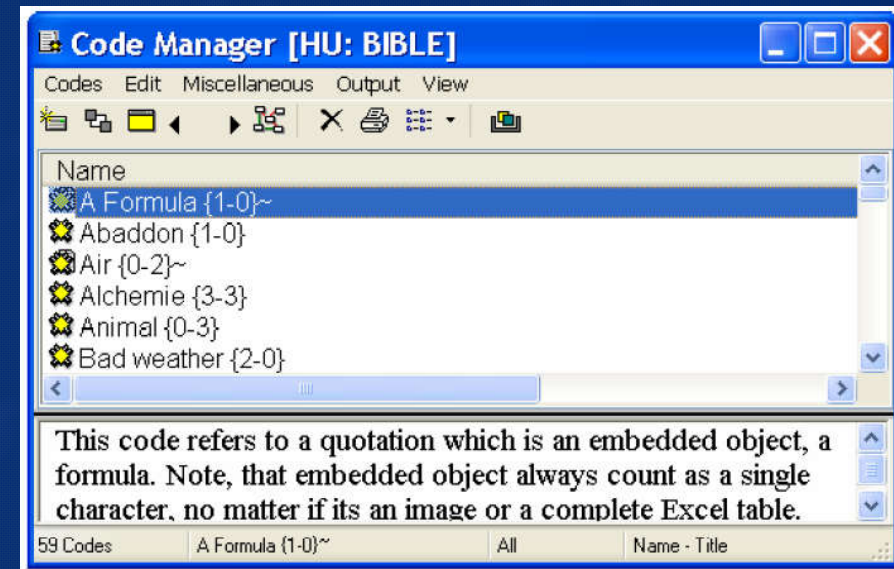 Code Manager [HU: BIBLE]
Codes Edit Miscellaneous Output View
Name
A Formula {1-0}~
Abaddon {1-0}
Air {0-2}~
Alchemie {3-3}
Animal {0-3}
Bad weather {2-0}
This code refers to a quotation which is an embedded object, a
formula. Note, that embedded object always count as a single
character, no matter if its an image or a complete Excel table.
59 Codes A Formula {1-0}~ All Name - Title